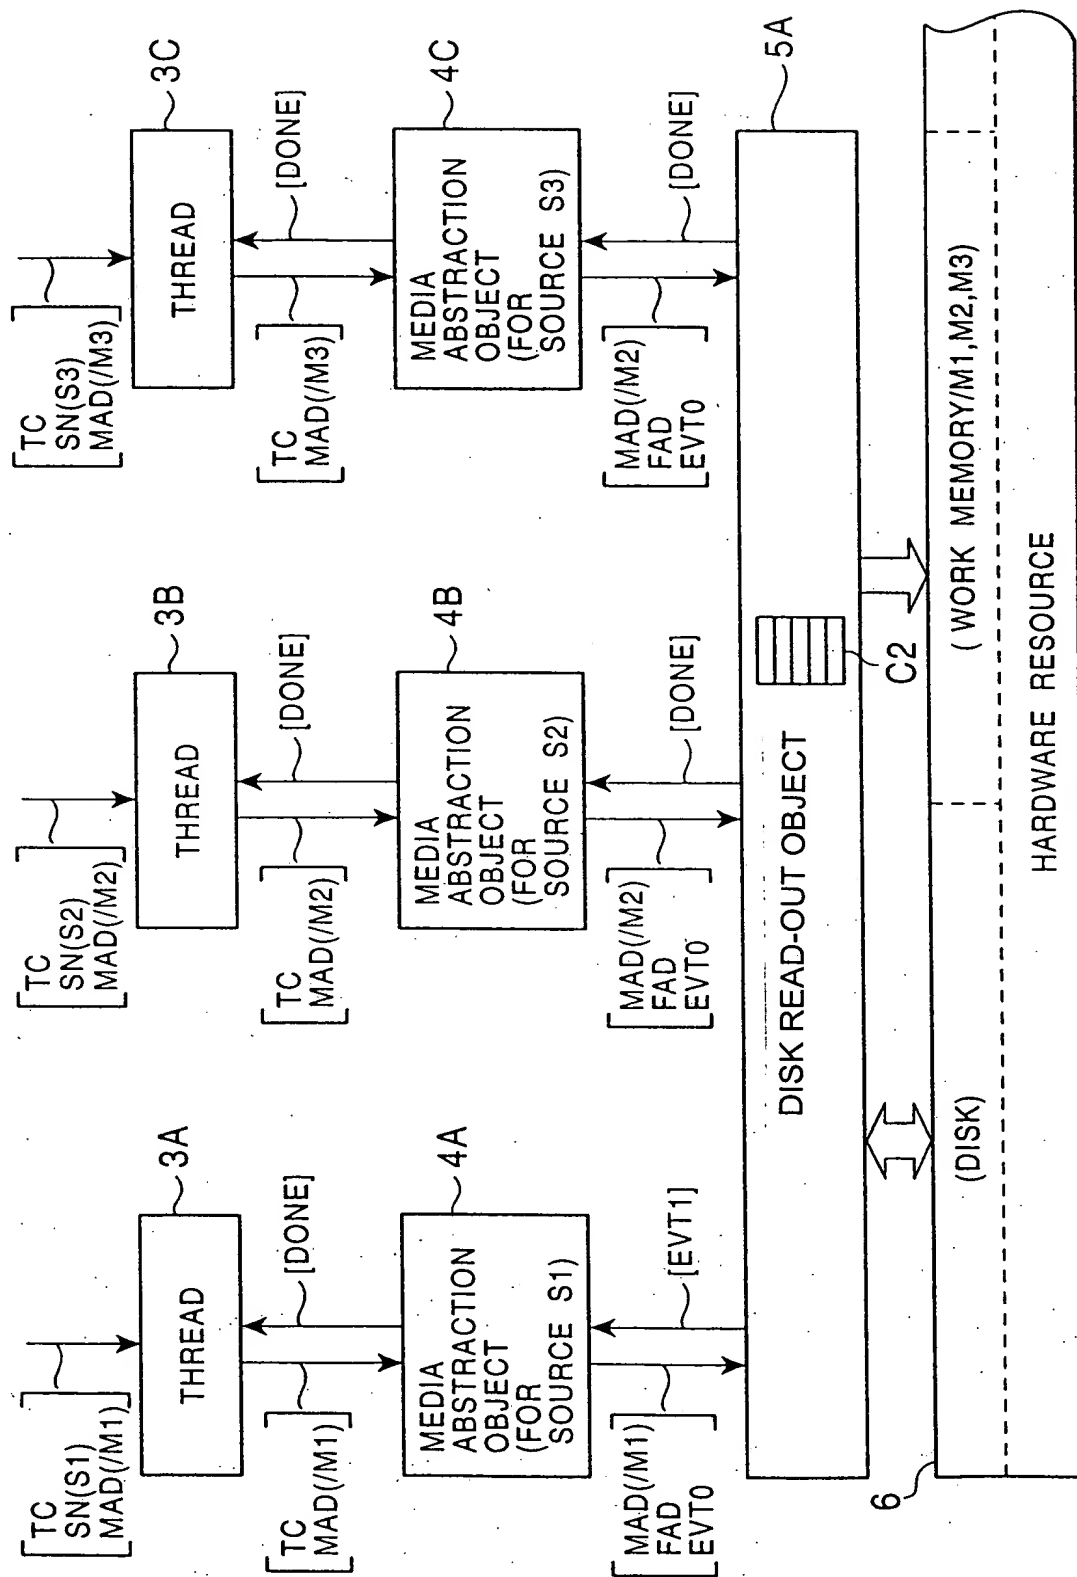 [TC
SN(S1)
MAD(/M1)]
3A
THREAD
[TC
MAD(/M1)]
[DONE]
4A
MEDIA
ABSTRACTION
OBJECT
(FOR
SOURCE S1)
[MAD(/M1)
FAD
EVT0]
[EVT1]
[TC
SN(S2)
MAD(/M2)]
3B
THREAD
[TC
MAD(/M2)]
[DONE]
4B
MEDIA
ABSTRACTION
OBJECT
(FOR
SOURCE S2)
[MAD(/M2)
FAD
EVT0]
[DONE]
[TC
SN(S3)
MAD(/M3)]
3C
THREAD
[TC
MAD(/M3)]
[DONE]
4C
MEDIA
ABSTRACTION
OBJECT
(FOR
SOURCE S3)
[MAD(/M2)
FAD
EVT0]
[DONE]
5A
DISK READ-OUT OBJECT
C2
6
(DISK)
(WORK MEMORY/M1,M2,M3)
HARDWARE RESOURCE